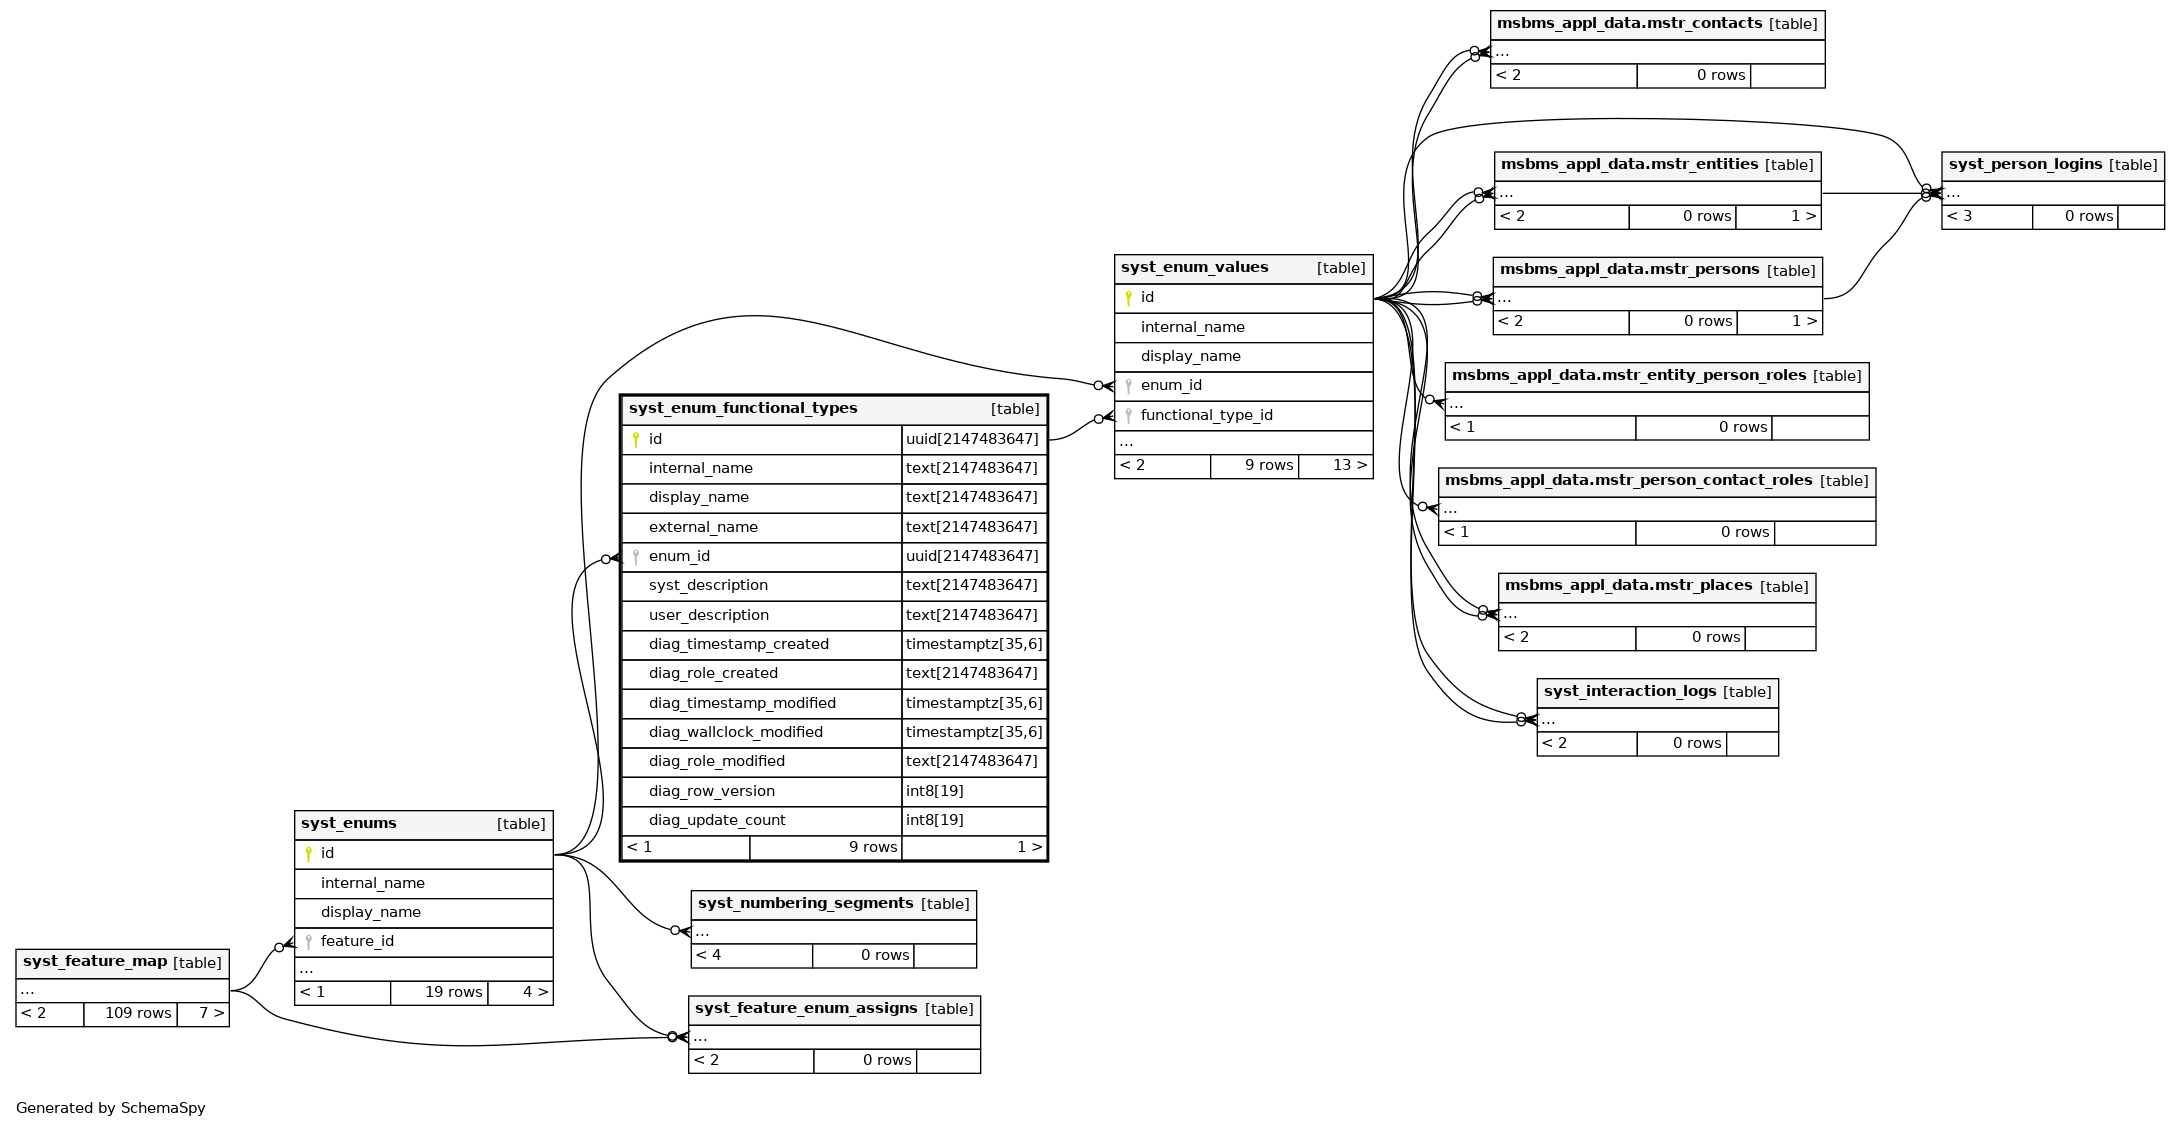 msbms_appl_data.mstr_contacts [table]
...
< 2 0 rows
msbms_appl_data.mstr_entities [table]
...
< 2 0 rows 1 >
syst_person_logins [table]
...
< 3 0 rows
msbms_appl_data.mstr_persons [table]
...
< 2 0 rows 1 >
syst_enum_values [table]
id
internal_name
display_name
enum_id
functional_type_id
...
< 2 9 rows 13 >
msbms_appl_data.mstr_entity_person_roles [table]
...
< 1 0 rows
msbms_appl_data.mstr_person_contact_roles [table]
...
< 1 0 rows
msbms_appl_data.mstr_places [table]
...
< 2 0 rows
syst_interaction_logs [table]
...
< 2 0 rows
syst_enum_functional_types [table]
id uuid[2147483647]
internal_name text[2147483647]
display_name text[2147483647]
external_name text[2147483647]
enum_id uuid[2147483647]
syst_description text[2147483647]
user_description text[2147483647]
diag_timestamp_created timestamptz[35,6]
diag_role_created text[2147483647]
diag_timestamp_modified timestamptz[35,6]
diag_wallclock_modified timestamptz[35,6]
diag_role_modified text[2147483647]
diag_row_version int8[19]
diag_update_count int8[19]
< 1 9 rows 1 >
syst_enums [table]
id
internal_name
display_name
feature_id
...
< 1 19 rows 4 >
syst_feature_map [table]
...
< 2 109 rows 7 >
syst_numbering_segments [table]
...
< 4 0 rows
syst_feature_enum_assigns [table]
...
< 2 0 rows
Generated by SchemaSpy